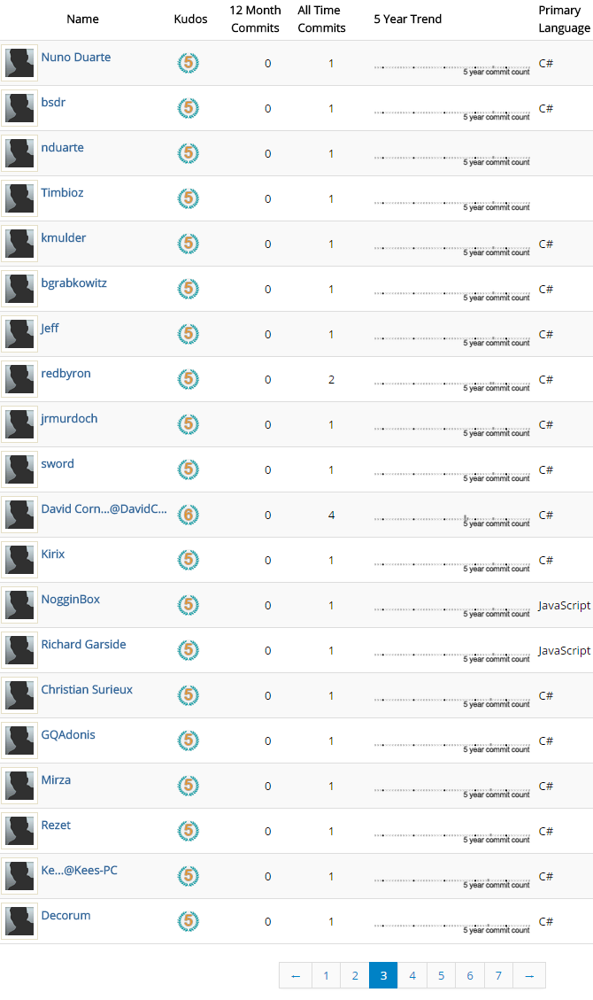 Name Kudos 12 Month Commits All Time Commits 5 Year Trend Primary Language
Nuno Duarte 5 0 1 5 year commit count C#
bsdr 5 0 1 5 year commit count C#
nduarte 5 0 1 5 year commit count
Timbioz 5 0 1 5 year commit count
kmulder 5 0 1 5 year commit count C#
bgrabkowitz 5 0 1 5 year commit count C#
Jeff 5 0 1 5 year commit count C#
redbyron 5 0 2 5 year commit count C#
jrmurdoch 5 0 1 5 year commit count C#
sword 5 0 1 5 year commit count C#
David Corn...@DavidC... 6 0 4 5 year commit count C#
Kirix 5 0 1 5 year commit count C#
NogginBox 5 0 1 5 year commit count JavaScript
Richard Garside 5 0 1 5 year commit count JavaScript
Christian Surieux 5 0 1 5 year commit count C#
GQAdonis 5 0 1 5 year commit count C#
Mirza 5 0 1 5 year commit count C#
Rezet 5 0 1 5 year commit count C#
Ke...@Kees-PC 5 0 1 5 year commit count C#
Decorum 5 0 1 5 year commit count C#
← 1 2 3 4 5 6 7 →